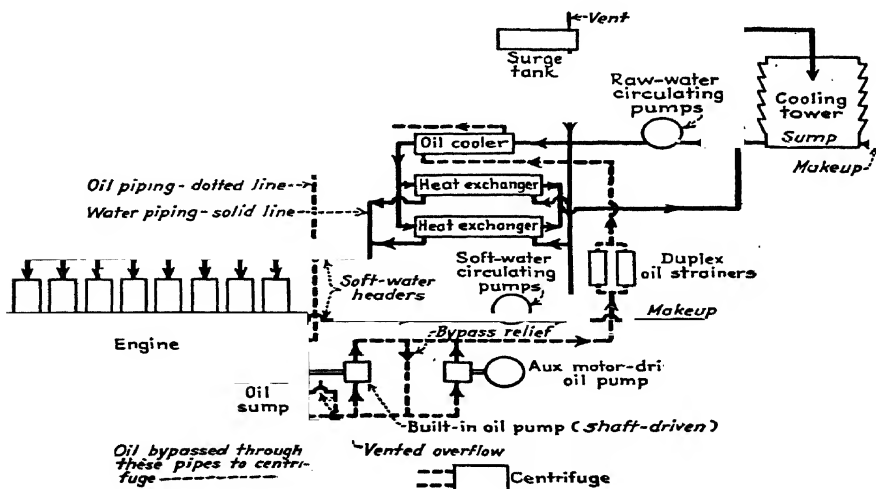 Vent
Surge
tank
Raw-water
circulating
pumps
Cooling
tower
Sump
Makeup
Oil cooler
Oil piping-dotted line
Water piping-solid line
Heat exchanger
Heat exchanger
Soft-water
headers
Soft-water
circulating
pumps
Duplex
oil strainers
Makeup
Bypass relief
Engine
Aux motor-dri
oil pump
Oil
sump
Built-in oil pump (shaft-driven)
Vented overflow
Oil bypassed through
these pipes to centri-
fuge
Centrifuge